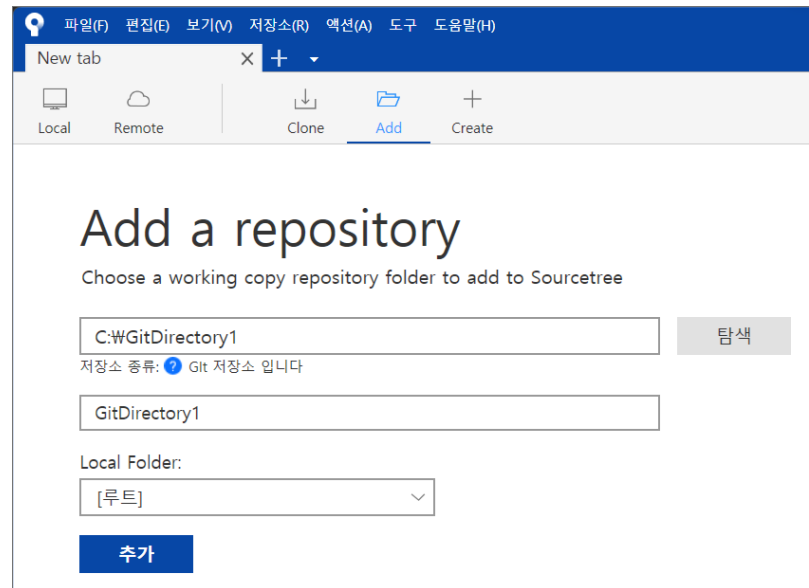 파일(F) 편집(E) 보기(V) 저장소(R) 액션(A) 도구 도움말(H)
New tab
Local Remote Clone Add Create
Add a repository
Choose a working copy repository folder to add to Sourcetree
C:₩GitDirectory1 탐색
저장소 종류: ? GIt 저장소 입니다
GitDirectory1
Local Folder:
[루트]
추가